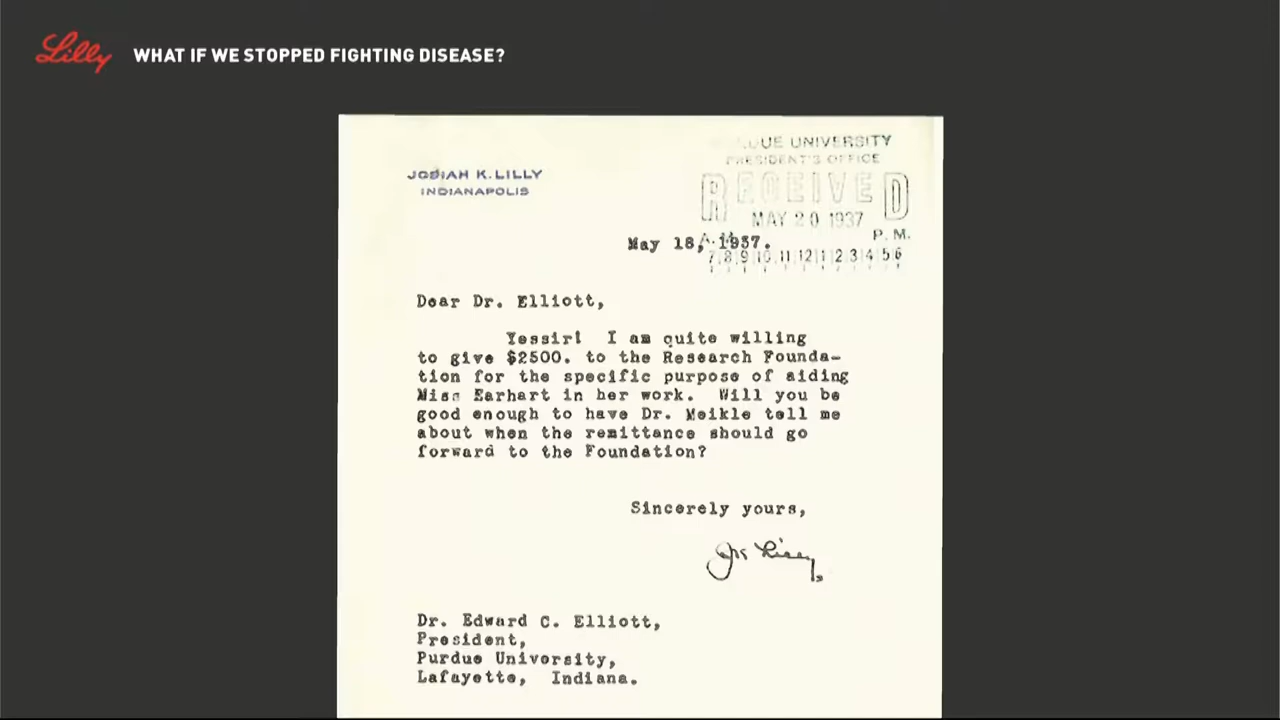 Lilly WHAT IF WE STOPPED FIGHTING DISEASE?
JOSIAH K. LILLY
INDIANAPOLIS
UNIVERSITY
PRESIDENT'S OFFICE
RECEIVED
MAY 20 1937
A.M. P.M.
7 8 9 10 11 12 1 2 3 4 5 6
May 18, 1937.
Dear Dr. Elliott,
Yessir! I am quite willing
to give $2500. to the Research Founda-
tion for the specific purpose of aiding
Miss Earhart in her work. Will you be
good enough to have Dr. Meikle tell me
about when the remittance should go
forward to the Foundation?
Sincerely yours,
JK Lilly
Dr. Edward C. Elliott,
President,
Purdue University,
Lafayette, Indiana.